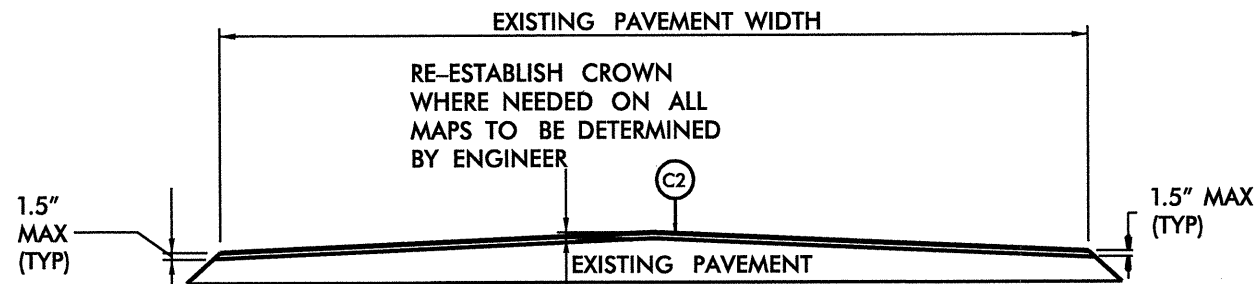 EXISTING PAVEMENT WIDTH
RE-ESTABLISH CROWN
WHERE NEEDED ON ALL
MAPS TO BE DETERMINED
BY ENGINEER
C2
1.5"
MAX
(TYP)
1.5" MAX
(TYP)
EXISTING PAVEMENT